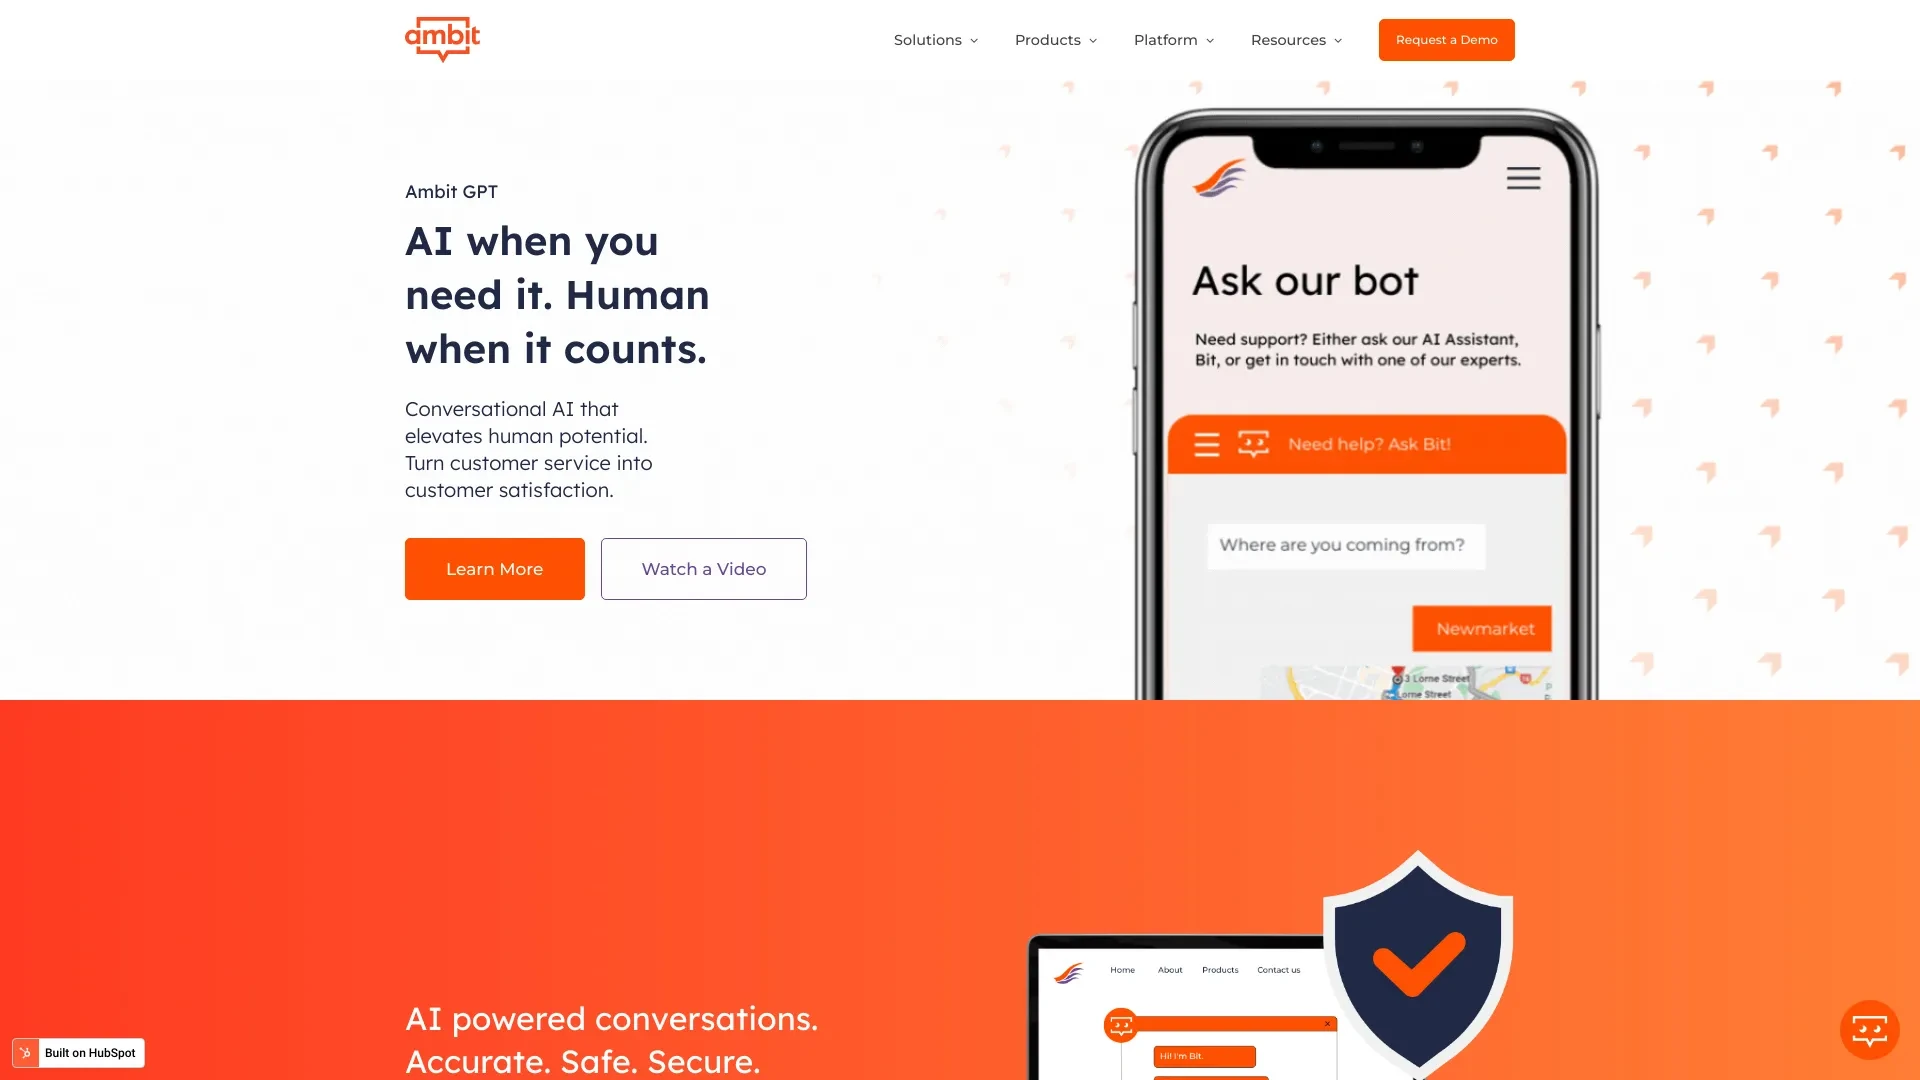 ambit
Solutions
Products
Platform
Resources
Request a Demo
Ambit GPT
AI when you
need it. Human
when it counts.
Conversational AI that
elevates human potential.
Turn customer service into
customer satisfaction.
Learn More
Watch a Video
Ask our bot
Need support? Either ask our AI Assistant,
Bit, or get in touch with one of our experts.
Need help? Ask Bit!
Where are you coming from?
Newmarket
3 Lorne Street
Lorne Street
AI powered conversations.
Accurate. Safe. Secure.
Home
About
Products
Contact us
Hi! I'm Bit.
Built on HubSpot